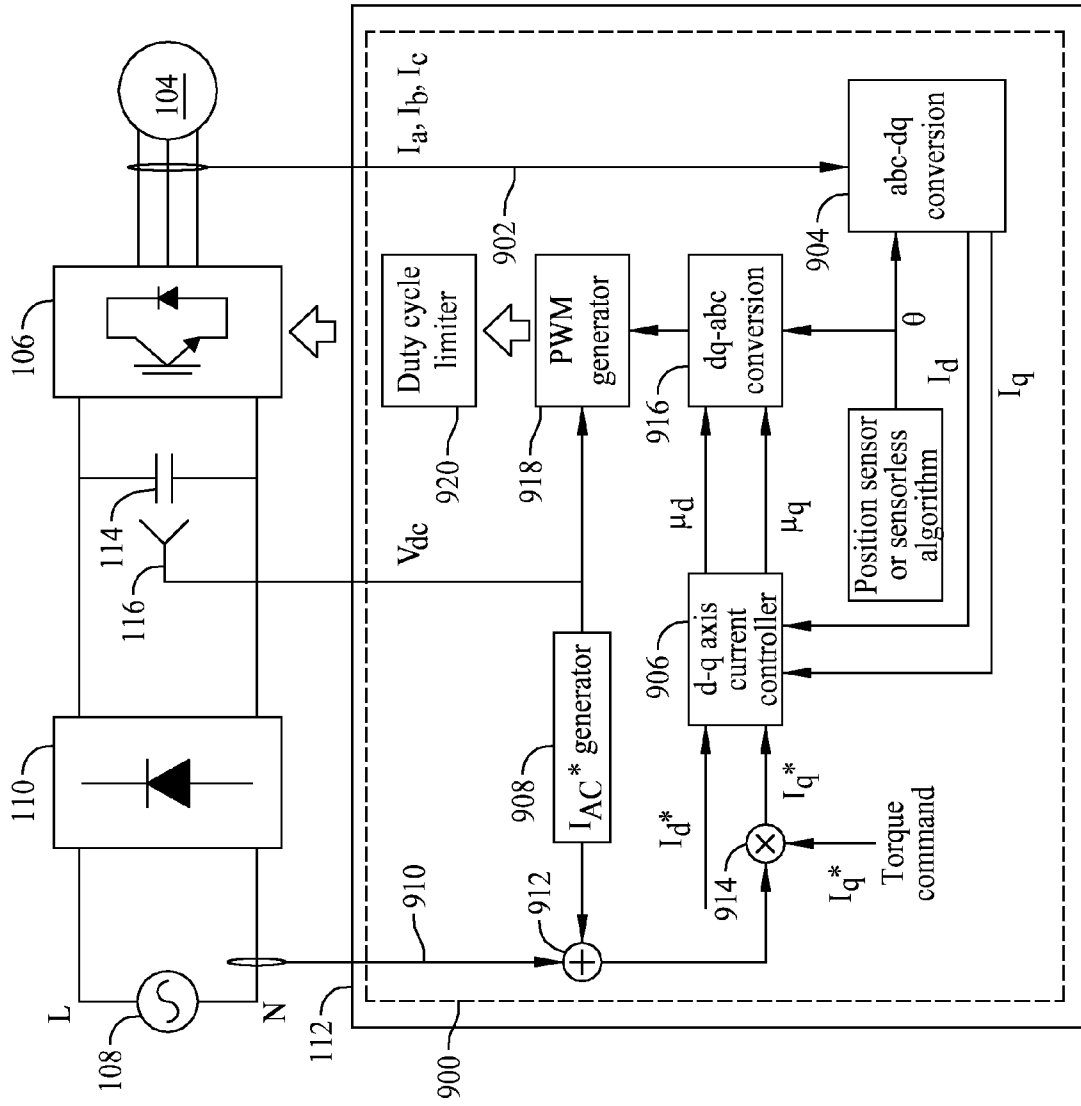 L
N
108
110
116
114
106
104
112
900
910
912
908
I_AC* generator
V_dc
902
I_a, I_b, I_c
920
Duty cycle
limiter
918
PWM
generator
916
dq-abc
conversion
904
abc-dq
conversion
906
d-q axis
current
controller
μ_d
μ_q
I_d*
I_q*
914
I_q*
Torque
command
Position sensor
or sensorless
algorithm
θ
I_d
I_q